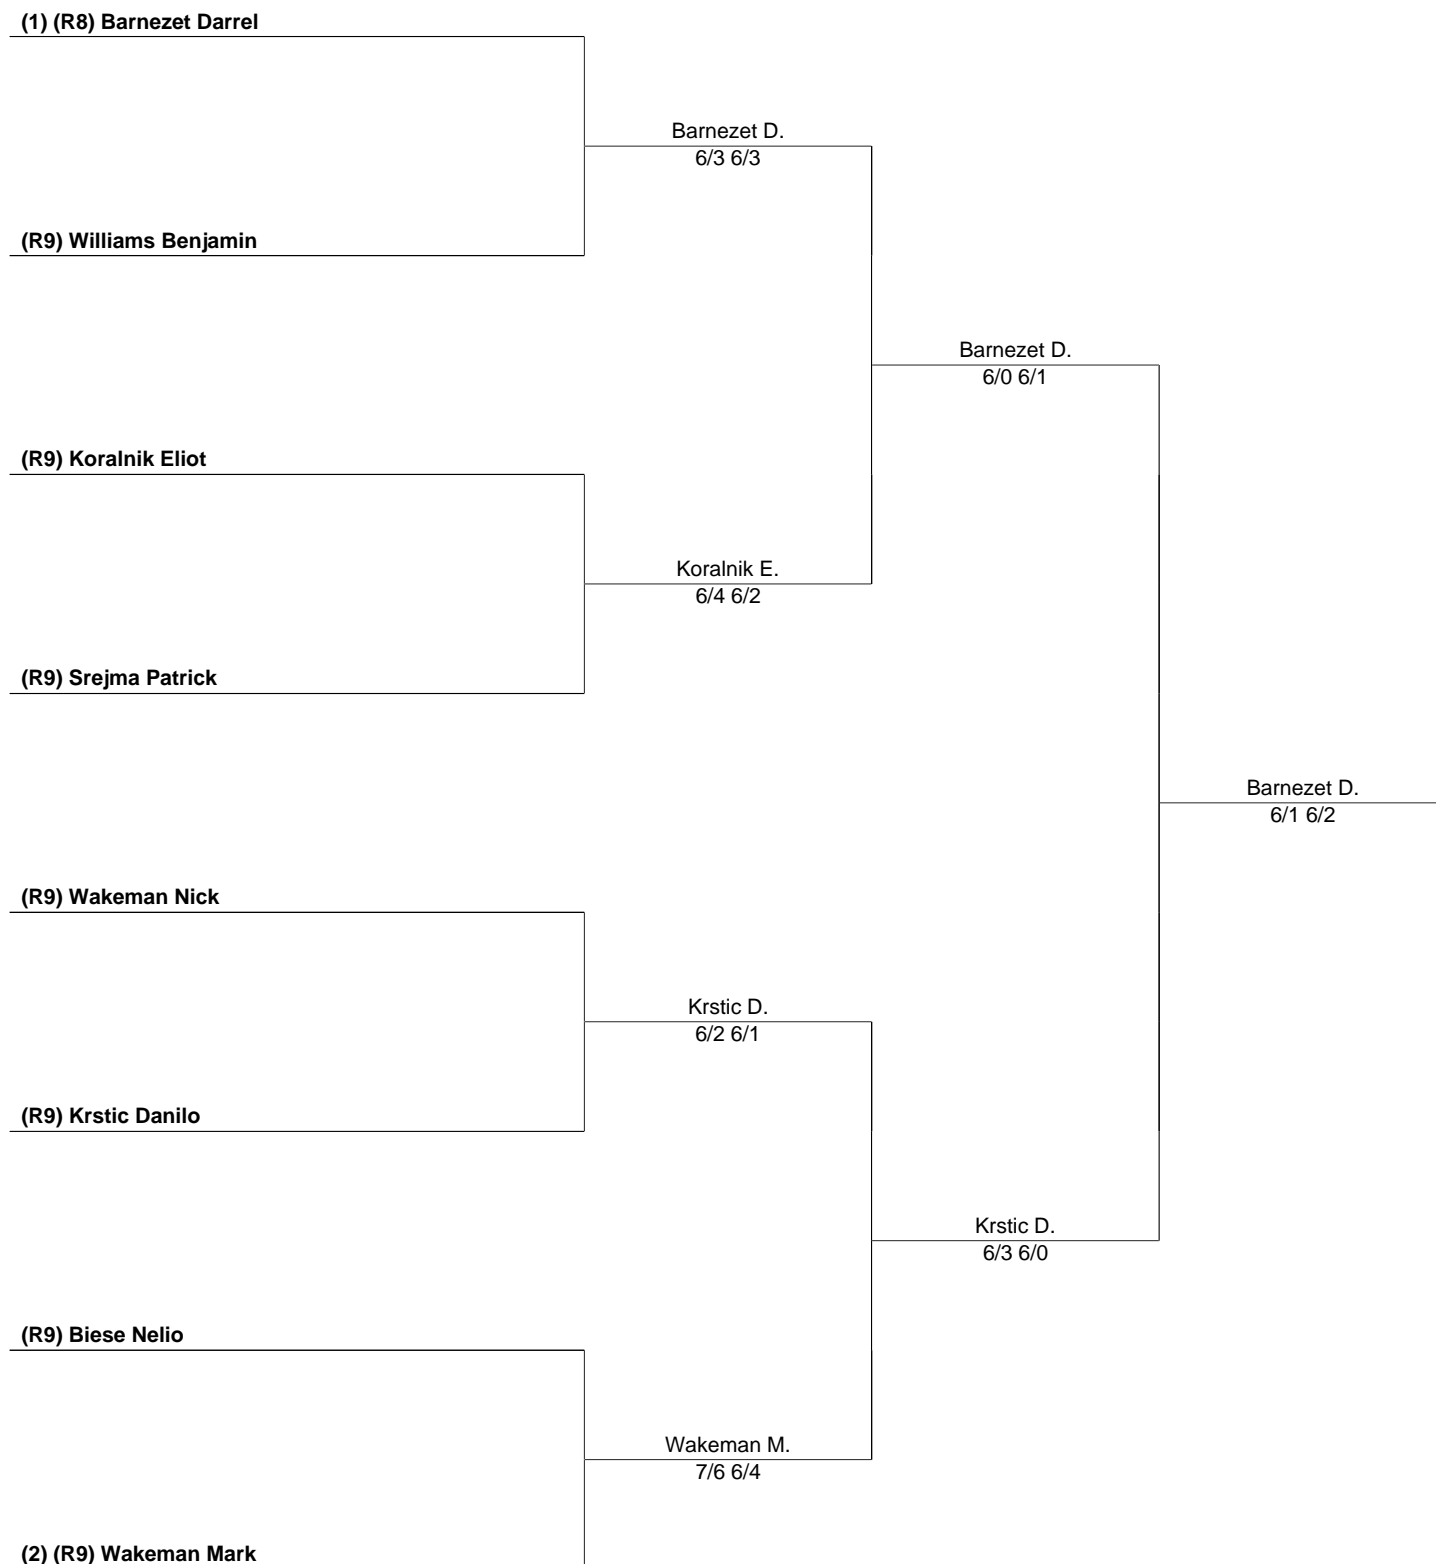 (1) (R8) Barnezet Darrel
Barnezet D.
6/3 6/3
(R9) Williams Benjamin
Barnezet D.
6/0 6/1
(R9) Koralnik Eliot
Koralnik E.
6/4 6/2
(R9) Srejma Patrick
Barnezet D.
6/1 6/2
(R9) Wakeman Nick
Krstic D.
6/2 6/1
(R9) Krstic Danilo
Krstic D.
6/3 6/0
(R9) Biese Nelio
Wakeman M.
7/6 6/4
(2) (R9) Wakeman Mark